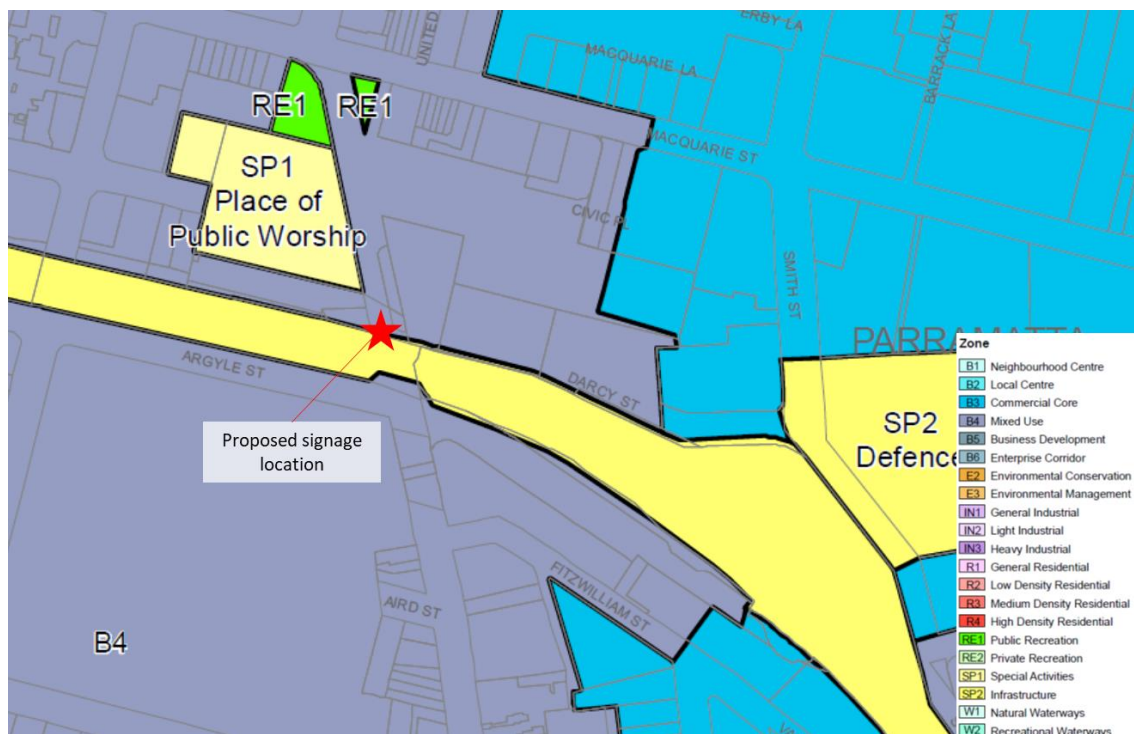 ERBY LA
UNITED
MACQUARIE LA
BARRACK LA
RE1
RE1
MACQUARIE ST
SP1
Place of
Public Worship
CIVIC PL
SMITH ST
PARRAMATTA
ARGYLE ST
DARCY ST
Proposed signage
location
SP2
Defence
FITZWILLIAM ST
AIRD ST
B4
Zone
B1 Neighbourhood Centre
B2 Local Centre
B3 Commercial Core
B4 Mixed Use
B5 Business Development
B6 Enterprise Corridor
E2 Environmental Conservation
E3 Environmental Management
IN1 General Industrial
IN2 Light Industrial
IN3 Heavy Industrial
R1 General Residential
R2 Low Density Residential
R3 Medium Density Residential
R4 High Density Residential
RE1 Public Recreation
RE2 Private Recreation
SP1 Special Activities
SP2 Infrastructure
W1 Natural Waterways
W2 Recreational Waterways